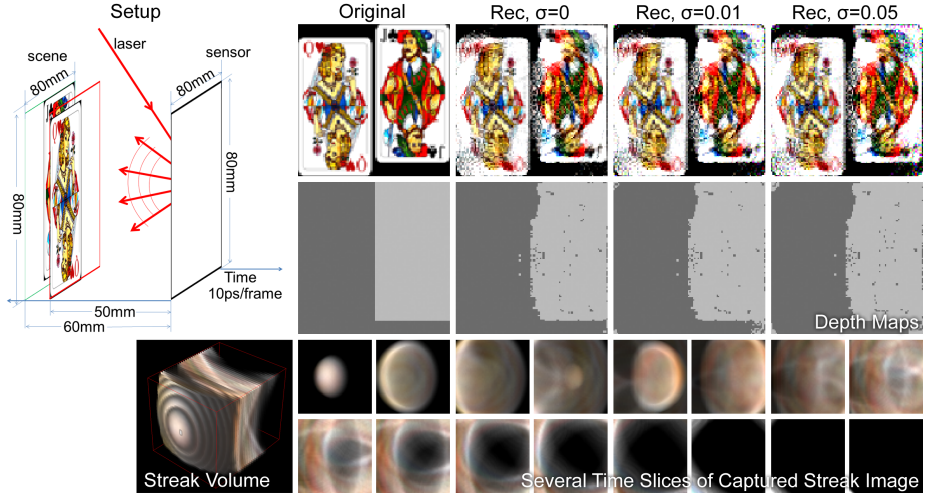 Setup
Original
Rec, σ=0
Rec, σ=0.01
Rec, σ=0.05
laser
scene
sensor
80mm
80mm
80mm
80mm
Time
10ps/frame
50mm
60mm
Q
Q
J
J
Depth Maps
Streak Volume
Several Time Slices of Captured Streak Image